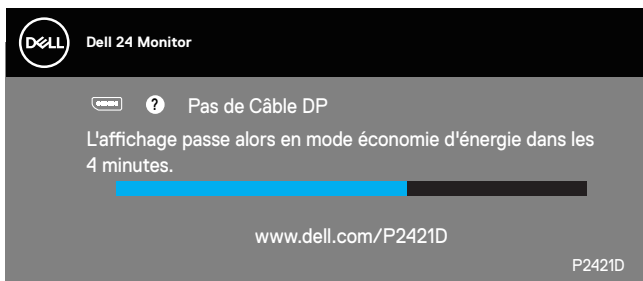 DELL Dell 24 Monitor
? Pas de Câble DP
L'affichage passe alors en mode économie d'énergie dans les
4 minutes.
www.dell.com/P2421D
P2421D